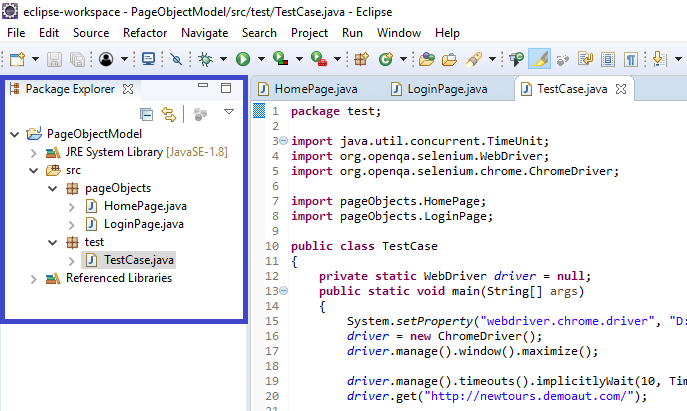 eclipse-workspace - PageObjectModel/src/test/TestCase.java - Eclipse
File Edit Source Refactor Navigate Search Project Run Window Help
Package Explorer
PageObjectModel
JRE System Library [JavaSE-1.8]
src
pageObjects
HomePage.java
LoginPage.java
test
TestCase.java
Referenced Libraries
HomePage.java LoginPage.java TestCase.java
1 package test;
2
3 import java.util.concurrent.TimeUnit;
4 import org.openqa.selenium.WebDriver;
5 import org.openqa.selenium.chrome.ChromeDriver;
6
7 import pageObjects.HomePage;
8 import pageObjects.LoginPage;
9
10 public class TestCase
11 {
12 private static WebDriver driver = null;
13 public static void main(String[] args)
14 {
15 System.setProperty("webdriver.chrome.driver", "D:
16 driver = new ChromeDriver();
17 driver.manage().window().maximize();
18
19 driver.manage().timeouts().implicitlyWait(10, Tim
20 driver.get("http://newtours.demoaut.com/");